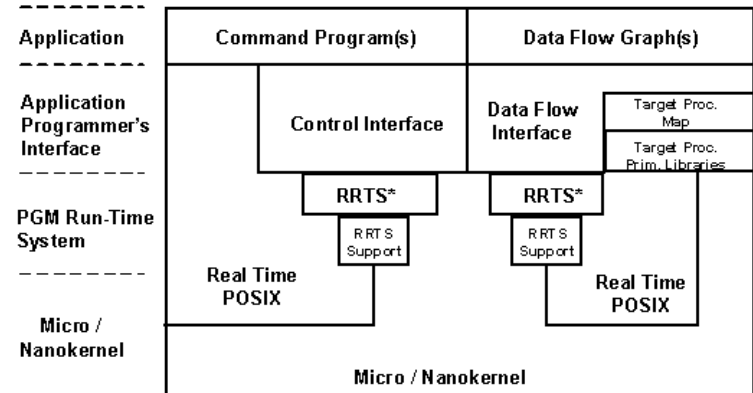 Application
Command Program(s)
Data Flow Graph(s)
Application
Programmer's
Interface
Control Interface
Data Flow
Interface
Target Proc.
Map
Target Proc.
Prim. Libraries
PGM Run-Time
System
RRTS*
RRTS*
RRTS
Support
RRTS
Support
Real Time
POSIX
Real Time
POSIX
Micro /
Nanokernel
Micro / Nanokernel